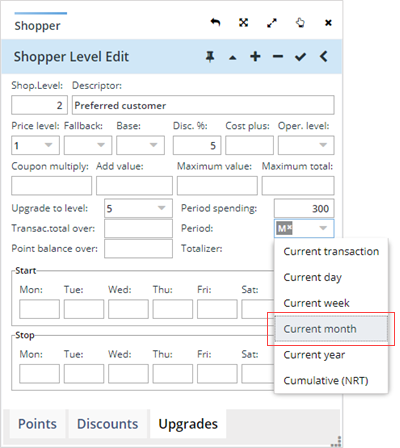 Shopper
Shopper Level Edit
Shop.Level: Descriptor:
2 Preferred customer
Price level: Fallback: Base: Disc. %: Cost plus: Oper. level:
1 5
Coupon multiply: Add value: Maximum value: Maximum total:
Upgrade to level: 5 Period spending: 300
Transac.total over: Period: M
Point balance over: Totalizer:
Current transaction
Current day
Current week
Current month
Current year
Cumulative (NRT)
Start
Mon: Tue: Wed: Thu: Fri: Sat:
Stop
Mon: Tue: Wed: Thu: Fri: Sat:
Points Discounts Upgrades